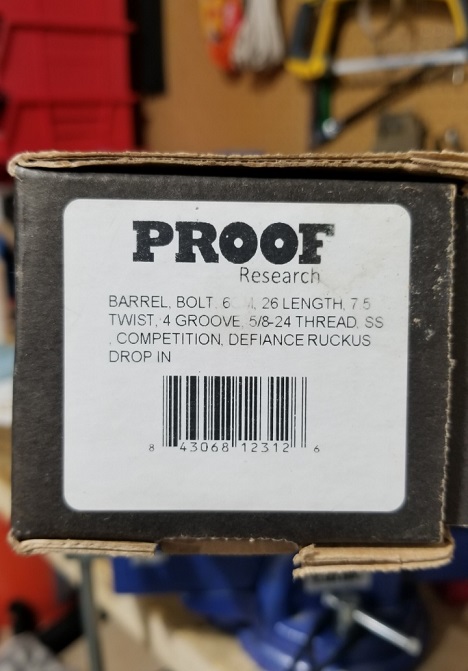 PROOF
Research
BARREL, BOLT, 26 LENGTH, 7.5
TWIST, 4 GROOVE, 5/8-24 THREAD, SS
, COMPETITION, DEFIANCE RUCKUS
DROP IN
8 43068 12312 6